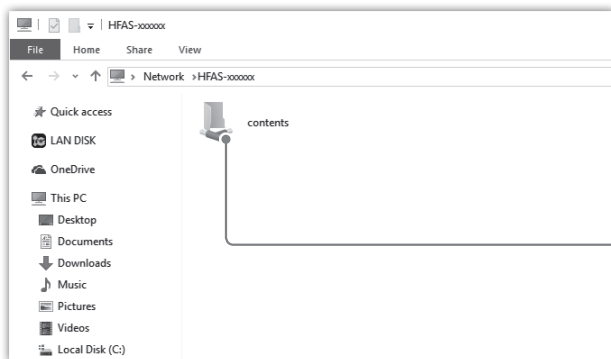 HFAS-xxxxxx
File Home Share View
Network > HFAS-xxxxxx
Quick access
contents
LAN DISK
OneDrive
This PC
Desktop
Documents
Downloads
Music
Pictures
Videos
Local Disk (C:)